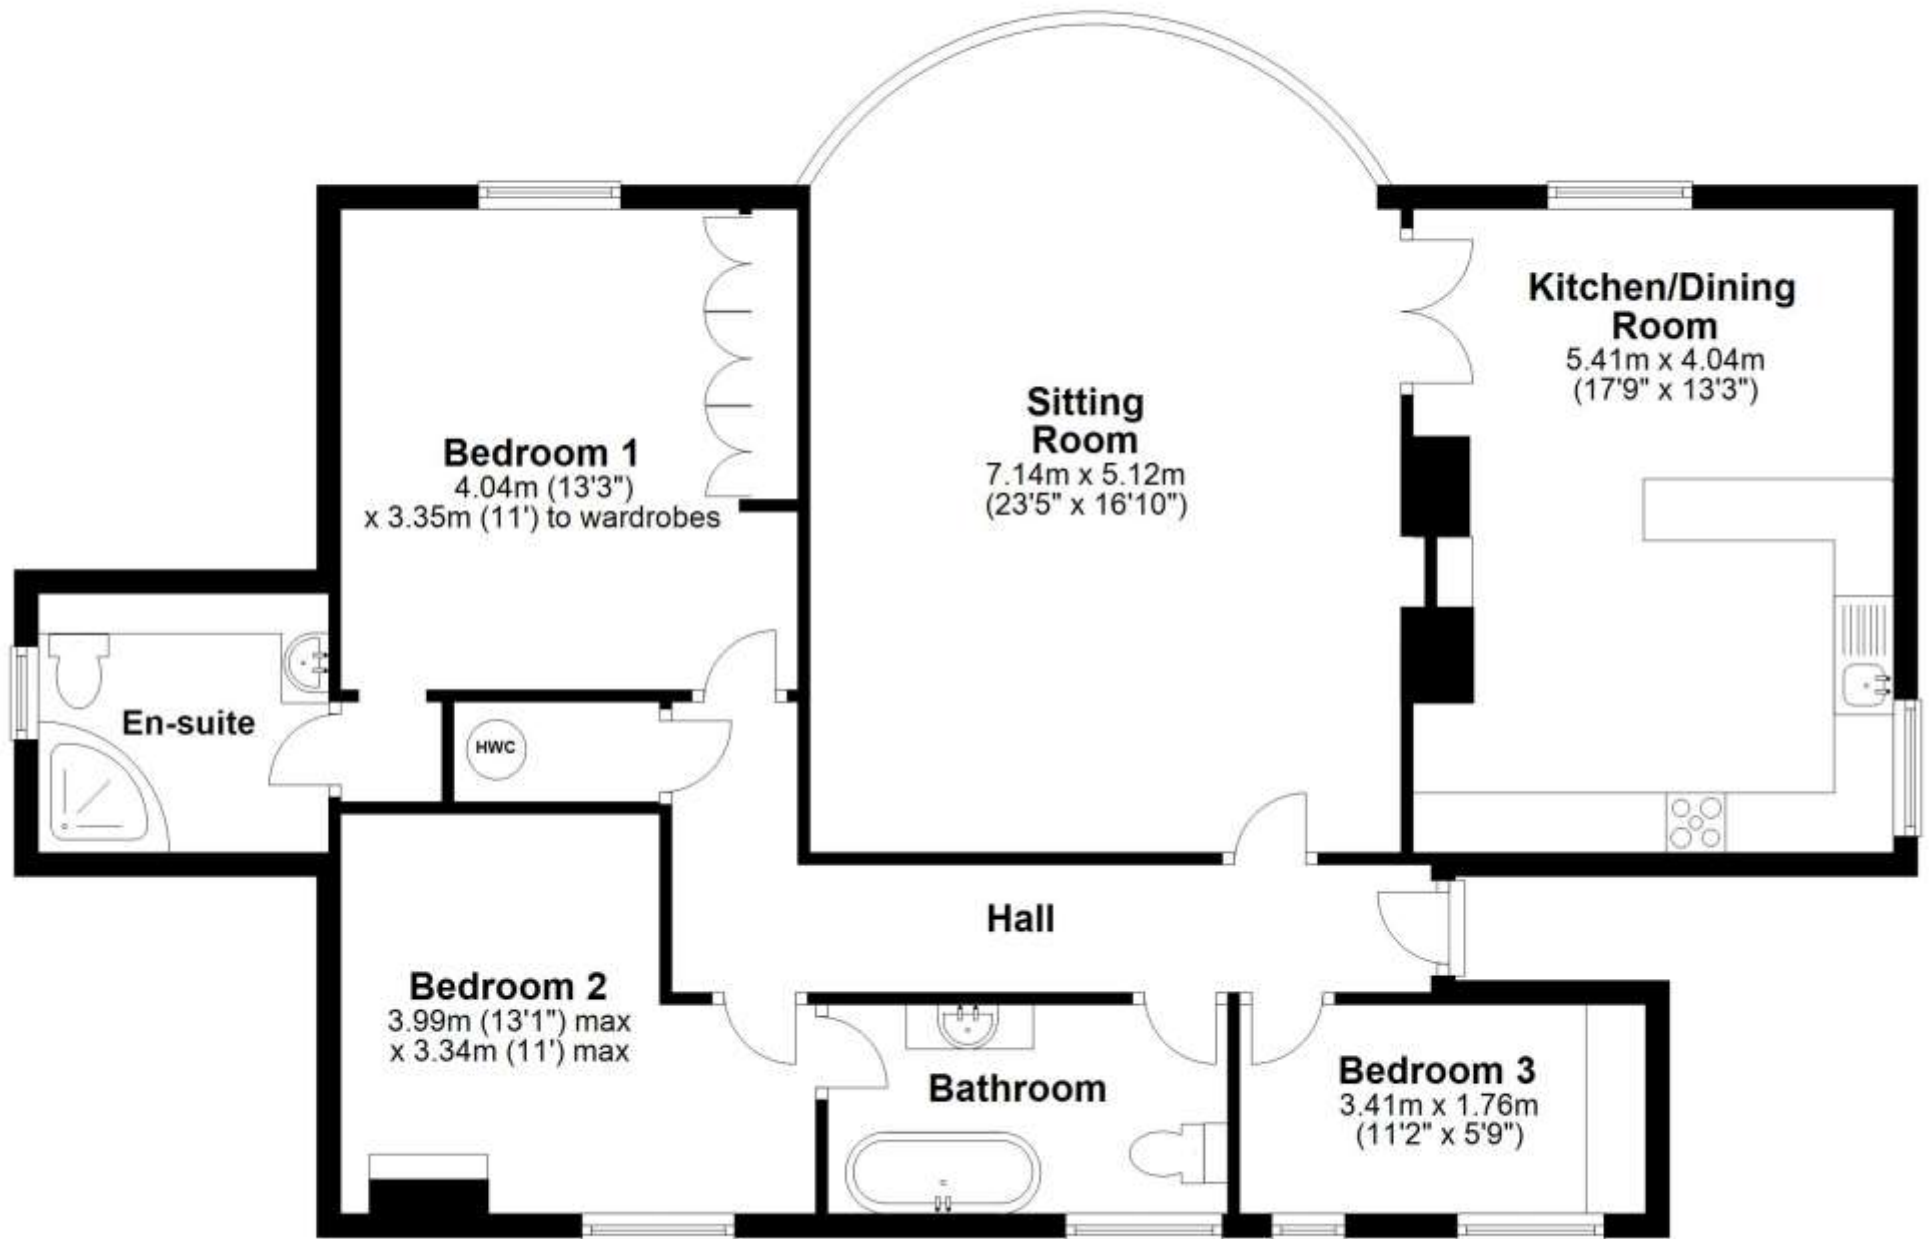 Kitchen/Dining
Room
5.41m x 4.04m
(17'9" x 13'3")
Sitting
Room
7.14m x 5.12m
(23'5" x 16'10")
Bedroom 1
4.04m (13'3")
x 3.35m (11') to wardrobes
En-suite
HWC
Hall
Bedroom 2
3.99m (13'1") max
x 3.34m (11') max
Bathroom
Bedroom 3
3.41m x 1.76m
(11'2" x 5'9")